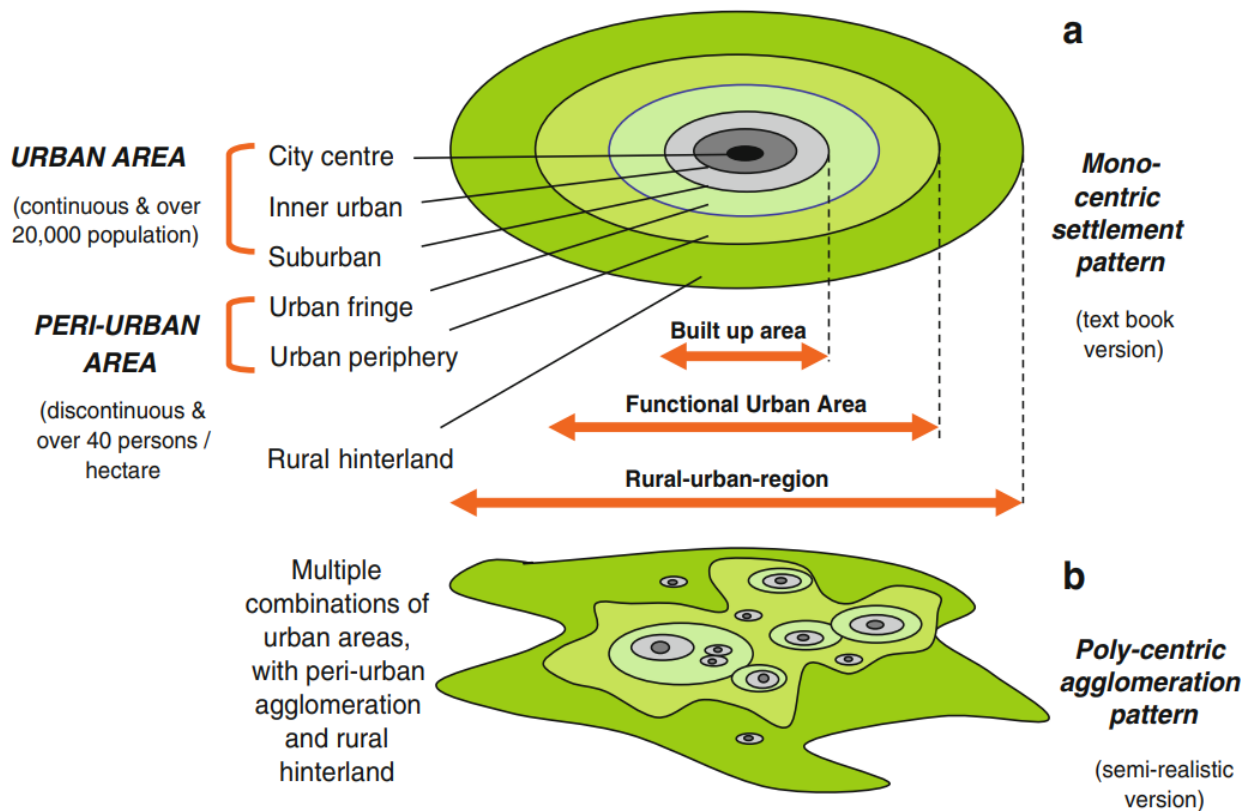 a
URBAN AREA
(continuous & over
20,000 population)
City centre
Inner urban
Suburban
PERI-URBAN
AREA
(discontinuous &
over 40 persons /
hectare
Urban fringe
Urban periphery
Rural hinterland
Built up area
Functional Urban Area
Rural-urban-region
Mono-
centric
settlement
pattern
(text book
version)
Multiple
combinations of
urban areas,
with peri-urban
agglomeration
and rural
hinterland
b
Poly-centric
agglomeration
pattern
(semi-realistic
version)